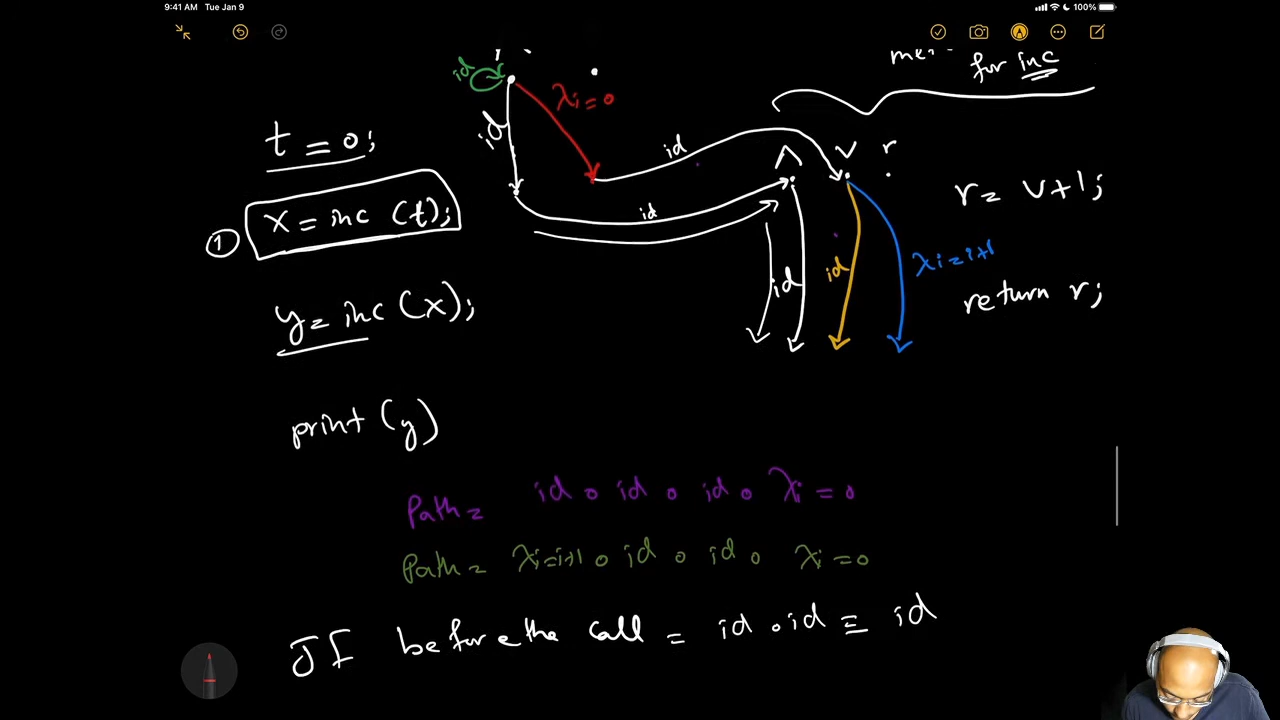 9:41 AM Tue Jan 9
100%
for inc
id
λi=0
id
t = 0;
id
Λ v r
r= v+1;
x = inc (t);
①
id
id
id
λi=i+1
return r;
y= inc (x);
print (y)
Path= id ∘ id ∘ id ∘ λi=0
Path= λi=i+1 ∘ id ∘ id ∘ λi=0
JF before the call = id ∘ id ≡ id